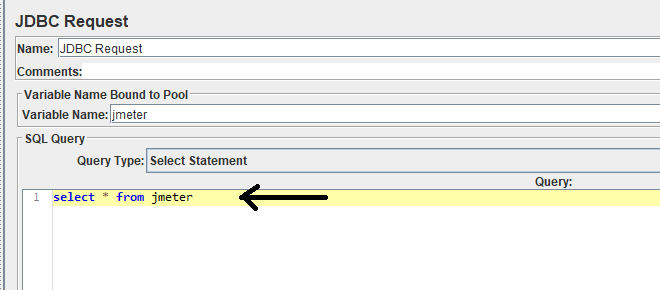 JDBC Request
Name: JDBC Request
Comments:
Variable Name Bound to Pool
Variable Name: jmeter
SQL Query
Query Type: Select Statement
Query:
1 select * from jmeter